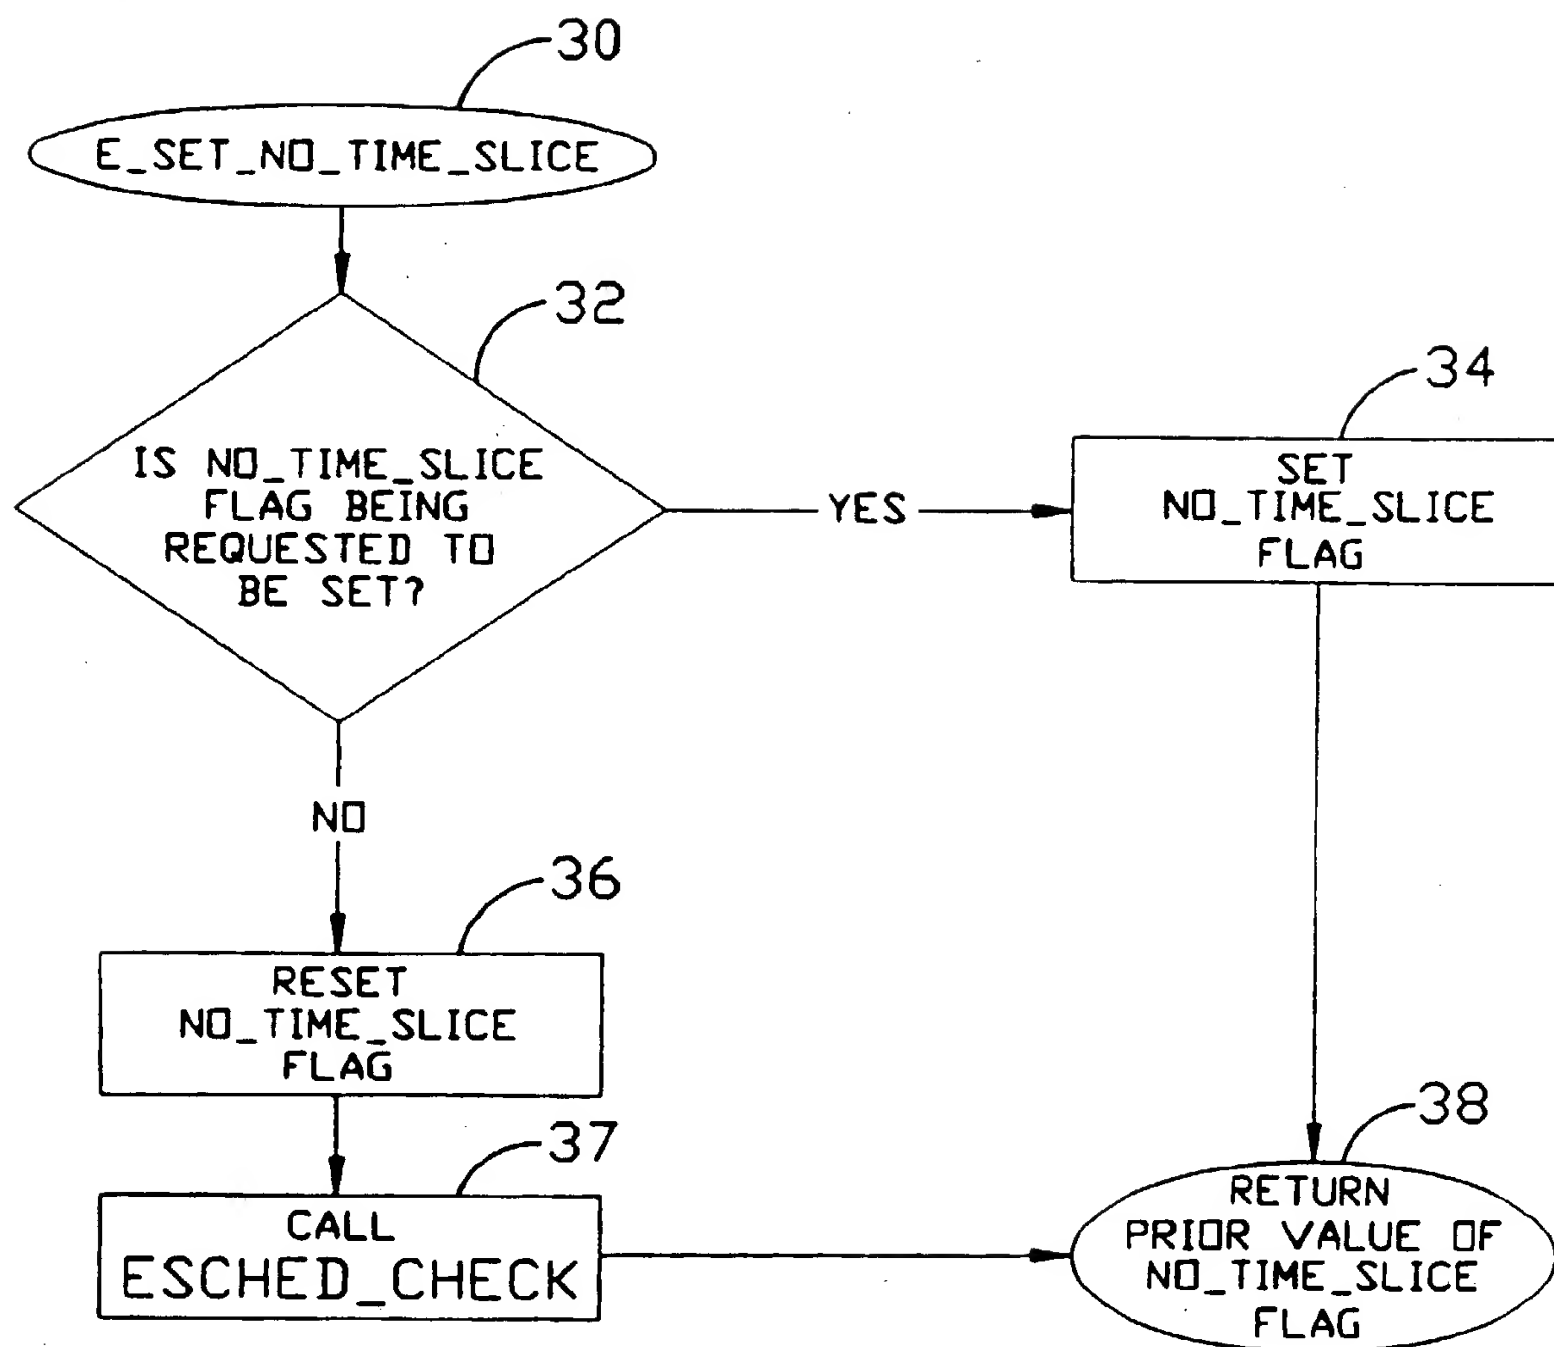 30
E_SET_NO_TIME_SLICE
32
IS NO_TIME_SLICE
FLAG BEING
REQUESTED TO
BE SET?
YES
34
SET
NO_TIME_SLICE
FLAG
NO
36
RESET
NO_TIME_SLICE
FLAG
37
CALL
ESCHED_CHECK
38
RETURN
PRIOR VALUE OF
NO_TIME_SLICE
FLAG